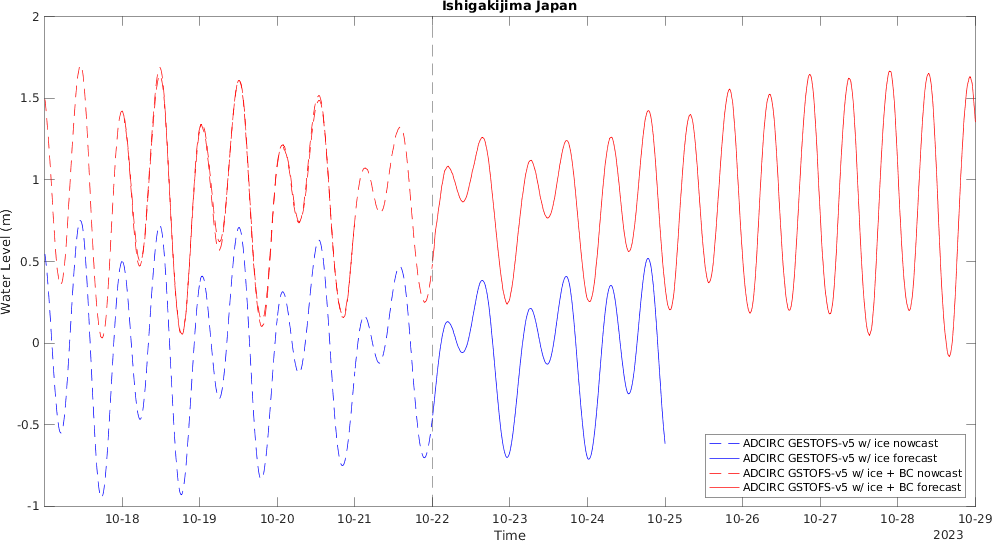 Ishigakijima Japan
Water Level (m)
2
1.5
1
0.5
0
-0.5
-1
10-18
10-19
10-20
10-21
10-22
10-23
10-24
10-25
10-26
10-27
10-28
10-29
2023
Time
ADCIRC GESTOFS-v5 w/ ice nowcast
ADCIRC GESTOFS-v5 w/ ice forecast
ADCIRC GSTOFS-v5 w/ ice + BC nowcast
ADCIRC GSTOFS-v5 w/ ice + BC forecast